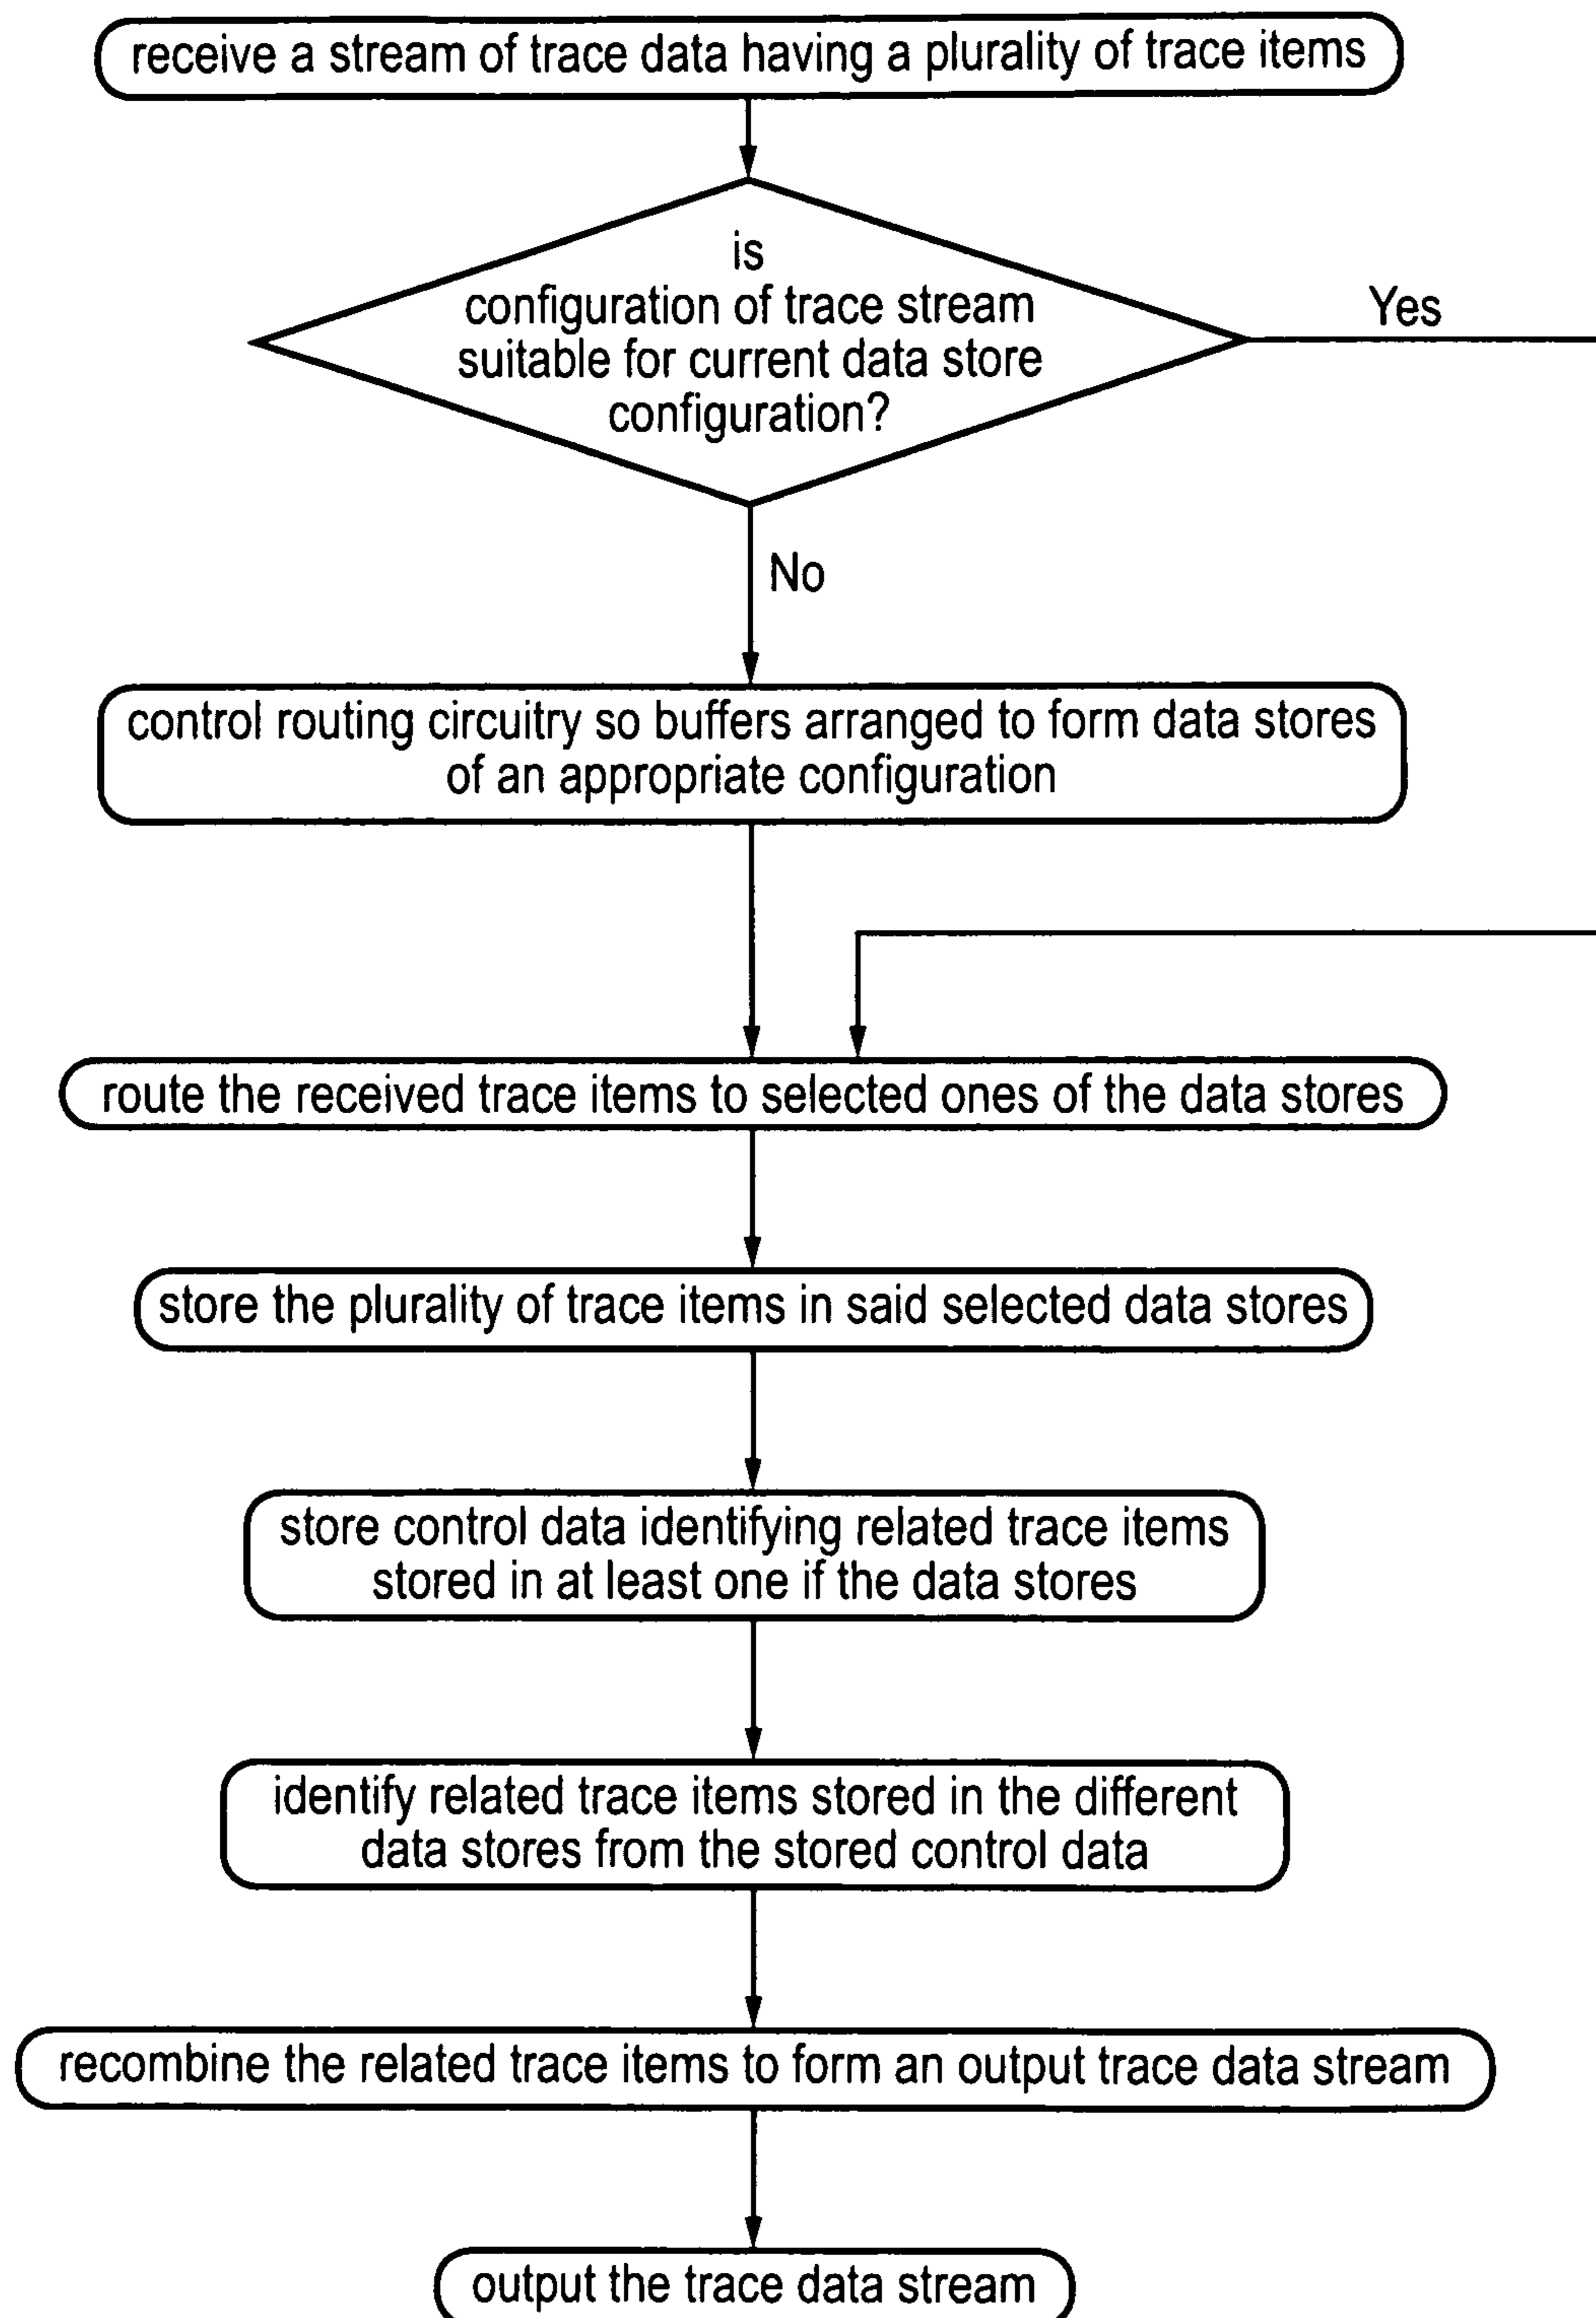 receive a stream of trace data having a plurality of trace items
is
configuration of trace stream
suitable for current data store
configuration?
Yes
No
control routing circuitry so buffers arranged to form data stores
of an appropriate configuration
route the received trace items to selected ones of the data stores
store the plurality of trace items in said selected data stores
store control data identifying related trace items
stored in at least one if the data stores
identify related trace items stored in the different
data stores from the stored control data
recombine the related trace items to form an output trace data stream
output the trace data stream